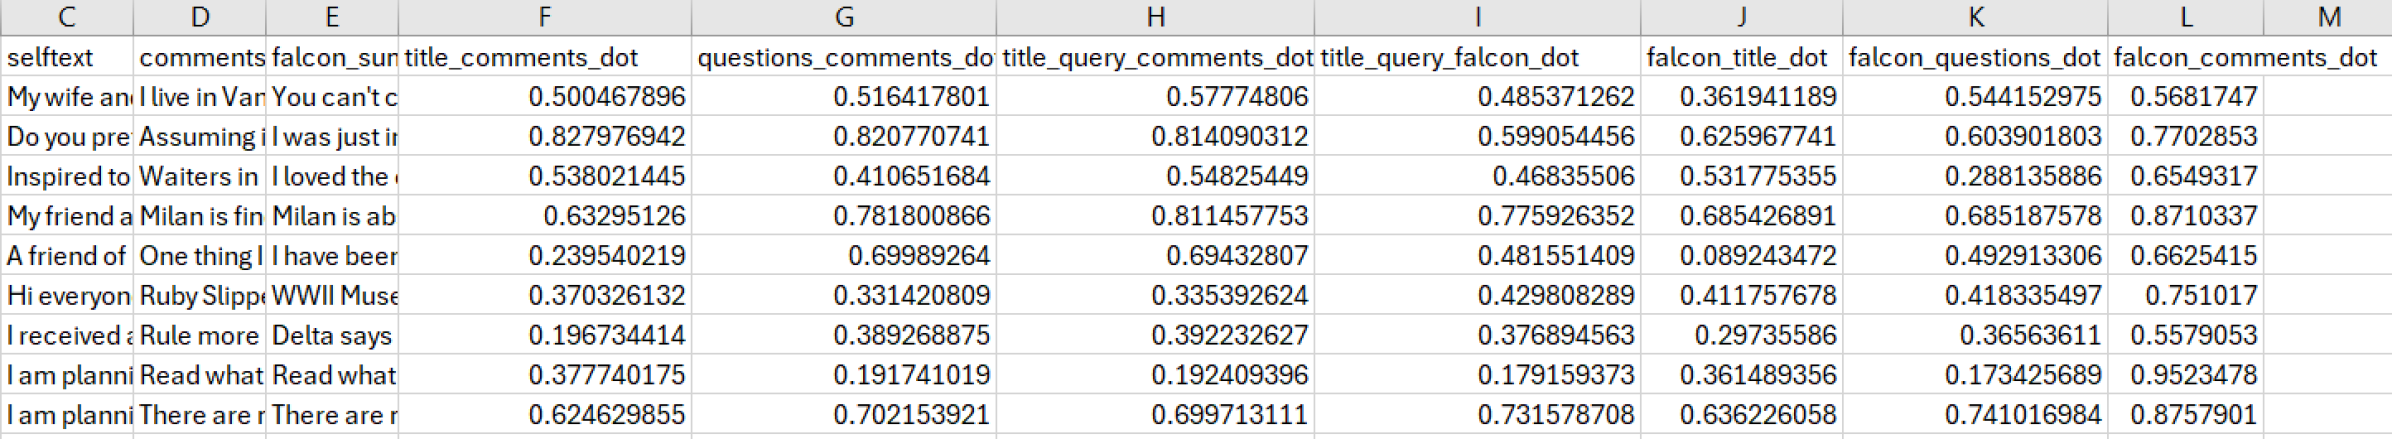 C D E F G H I J K L M
selftext comments falcon_sun title_comments_dot questions_comments_do title_query_comments_dot title_query_falcon_dot falcon_title_dot falcon_questions_dot falcon_comments_dot
My wife an I live in Van You can't c 0.500467896 0.516417801 0.57774806 0.485371262 0.361941189 0.544152975 0.5681747
Do you pre Assuming i I was just i 0.827976942 0.820770741 0.814090312 0.599054456 0.625967741 0.603901803 0.7702853
Inspired to Waiters in I loved the 0.538021445 0.410651684 0.54825449 0.46835506 0.531775355 0.288135886 0.6549317
My friend a Milan is fin Milan is ab 0.63295126 0.781800866 0.811457753 0.775926352 0.685426891 0.685187578 0.8710337
A friend of One thing I I have beer 0.239540219 0.69989264 0.69432807 0.481551409 0.089243472 0.492913306 0.6625415
Hi everyon Ruby Slippe WWII Muse 0.370326132 0.331420809 0.335392624 0.429808289 0.411757678 0.418335497 0.751017
I received a Rule more Delta says 0.196734414 0.389268875 0.392232627 0.376894563 0.29735586 0.36563611 0.5579053
I am planni Read what Read what 0.377740175 0.191741019 0.192409396 0.179159373 0.361489356 0.173425689 0.9523478
I am planni There are r There are r 0.624629855 0.702153921 0.699713111 0.731578708 0.636226058 0.741016984 0.8757901